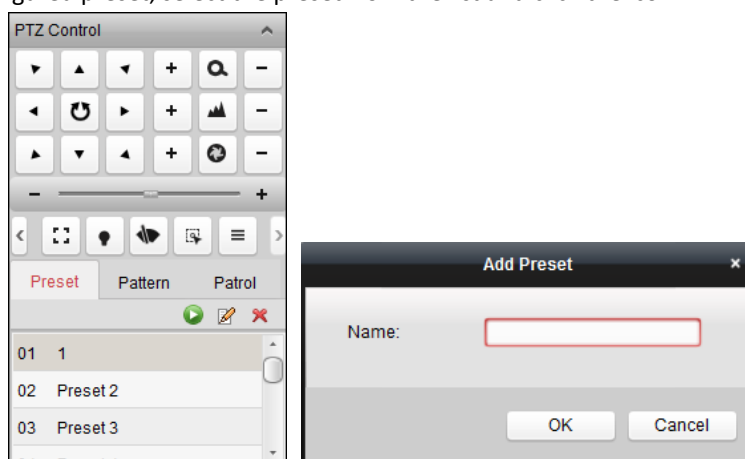 PTZ Control
Preset Pattern Patrol
01 1
02 Preset 2
03 Preset 3
Add Preset ×
Name:
OK Cancel